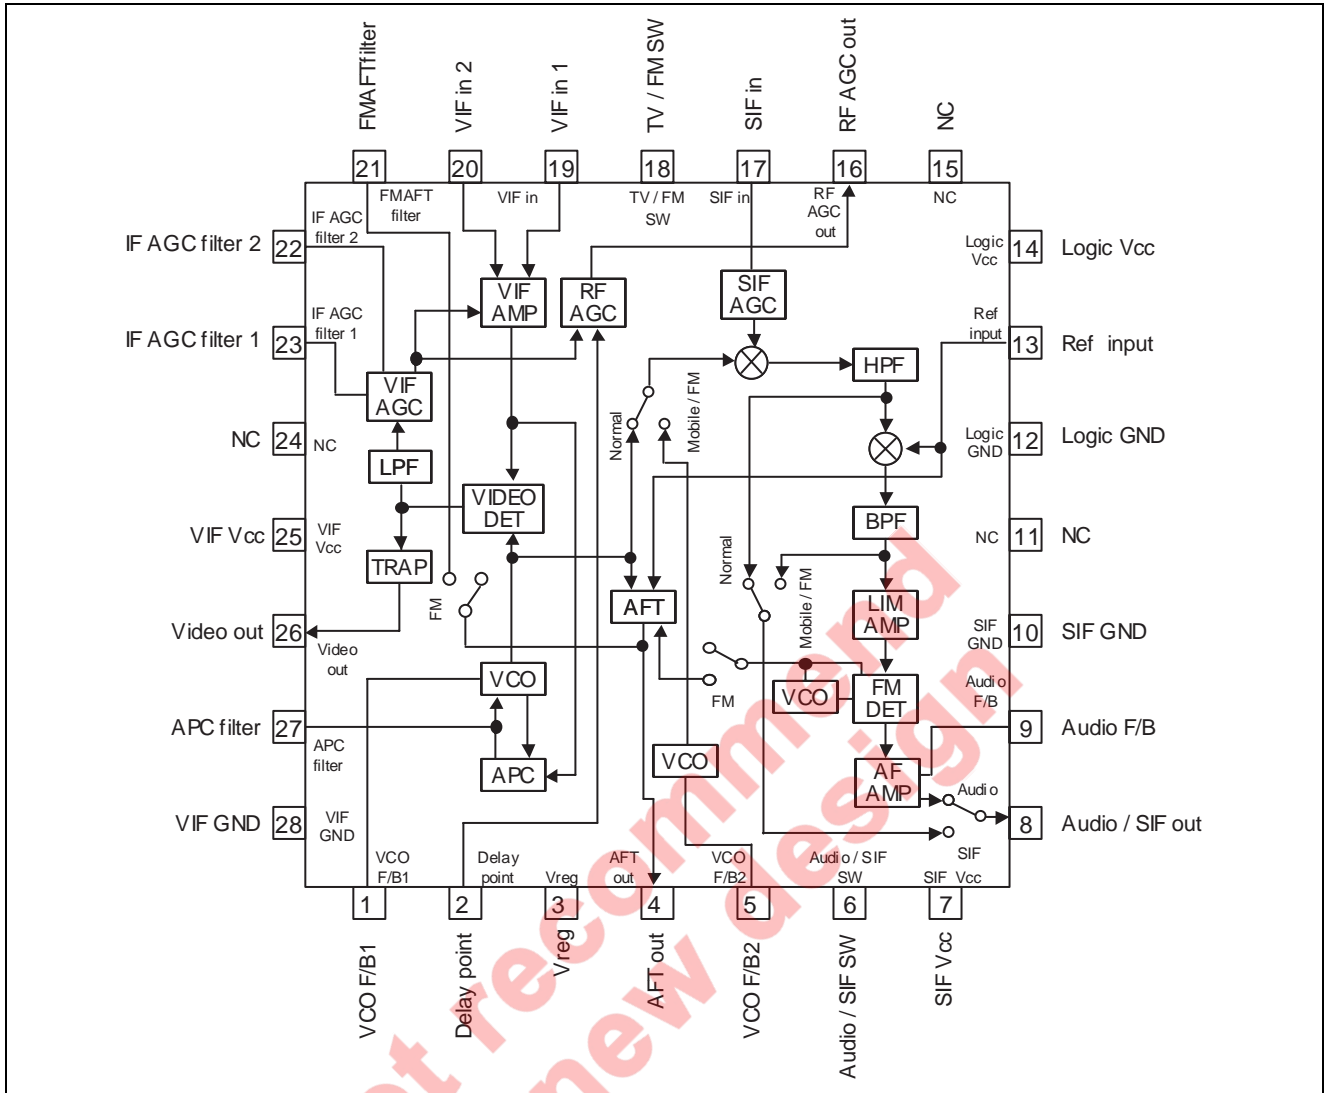 FMAFTfilter
VIF in 2
VIF in 1
TV / FM SW
SIF in
RF AGC out
NC
21
20
19
18
17
16
15
FMAFT
filter
VIF in
TV / FM
SW
SIF in
RF
AGC
out
NC
IF AGC filter 2
22
IF AGC
filter 2
Logic
Vcc
14
Logic Vcc
VIF
AMP
RF
AGC
SIF
AGC
IF AGC filter 1
23
IF AGC
filter 1
Ref
input
13
Ref input
HPF
VIF
AGC
Normal
Mobile / FM
NC
24
NC
Logic
GND
12
Logic GND
LPF
VIDEO
DET
BPF
VIF Vcc
25
VIF
Vcc
NC
11
NC
TRAP
Normal
Mobile / FM
FM
AFT
LIM
AMP
Video out
26
Video
out
SIF
GND
10
SIF GND
VCO
FM
VCO
FM
DET
Audio
F/B
APC filter
27
APC
filter
9
Audio F/B
APC
VCO
AF
AMP
Audio
VIF GND
28
VIF
GND
8
Audio / SIF out
SIF
VCO
F/B1
Delay
point
Vreg
AFT
out
VCO
F/B2
Audio / SIF
SW
SIF Vcc
1
2
3
4
5
6
7
VCO F/B1
Delay point
Vreg
AFT out
VCO F/B2
Audio / SIF SW
SIF Vcc
recommend
new design